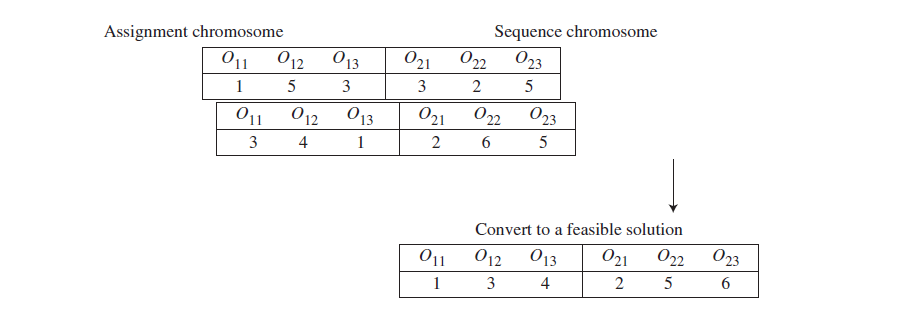 Assignment chromosome Sequence chromosome
O11 O12 O13 O21 O22 O23
1 5 3 3 2 5
O11 O12 O13 O21 O22 O23
3 4 1 2 6 5
Convert to a feasible solution
O11 O12 O13 O21 O22 O23
1 3 4 2 5 6